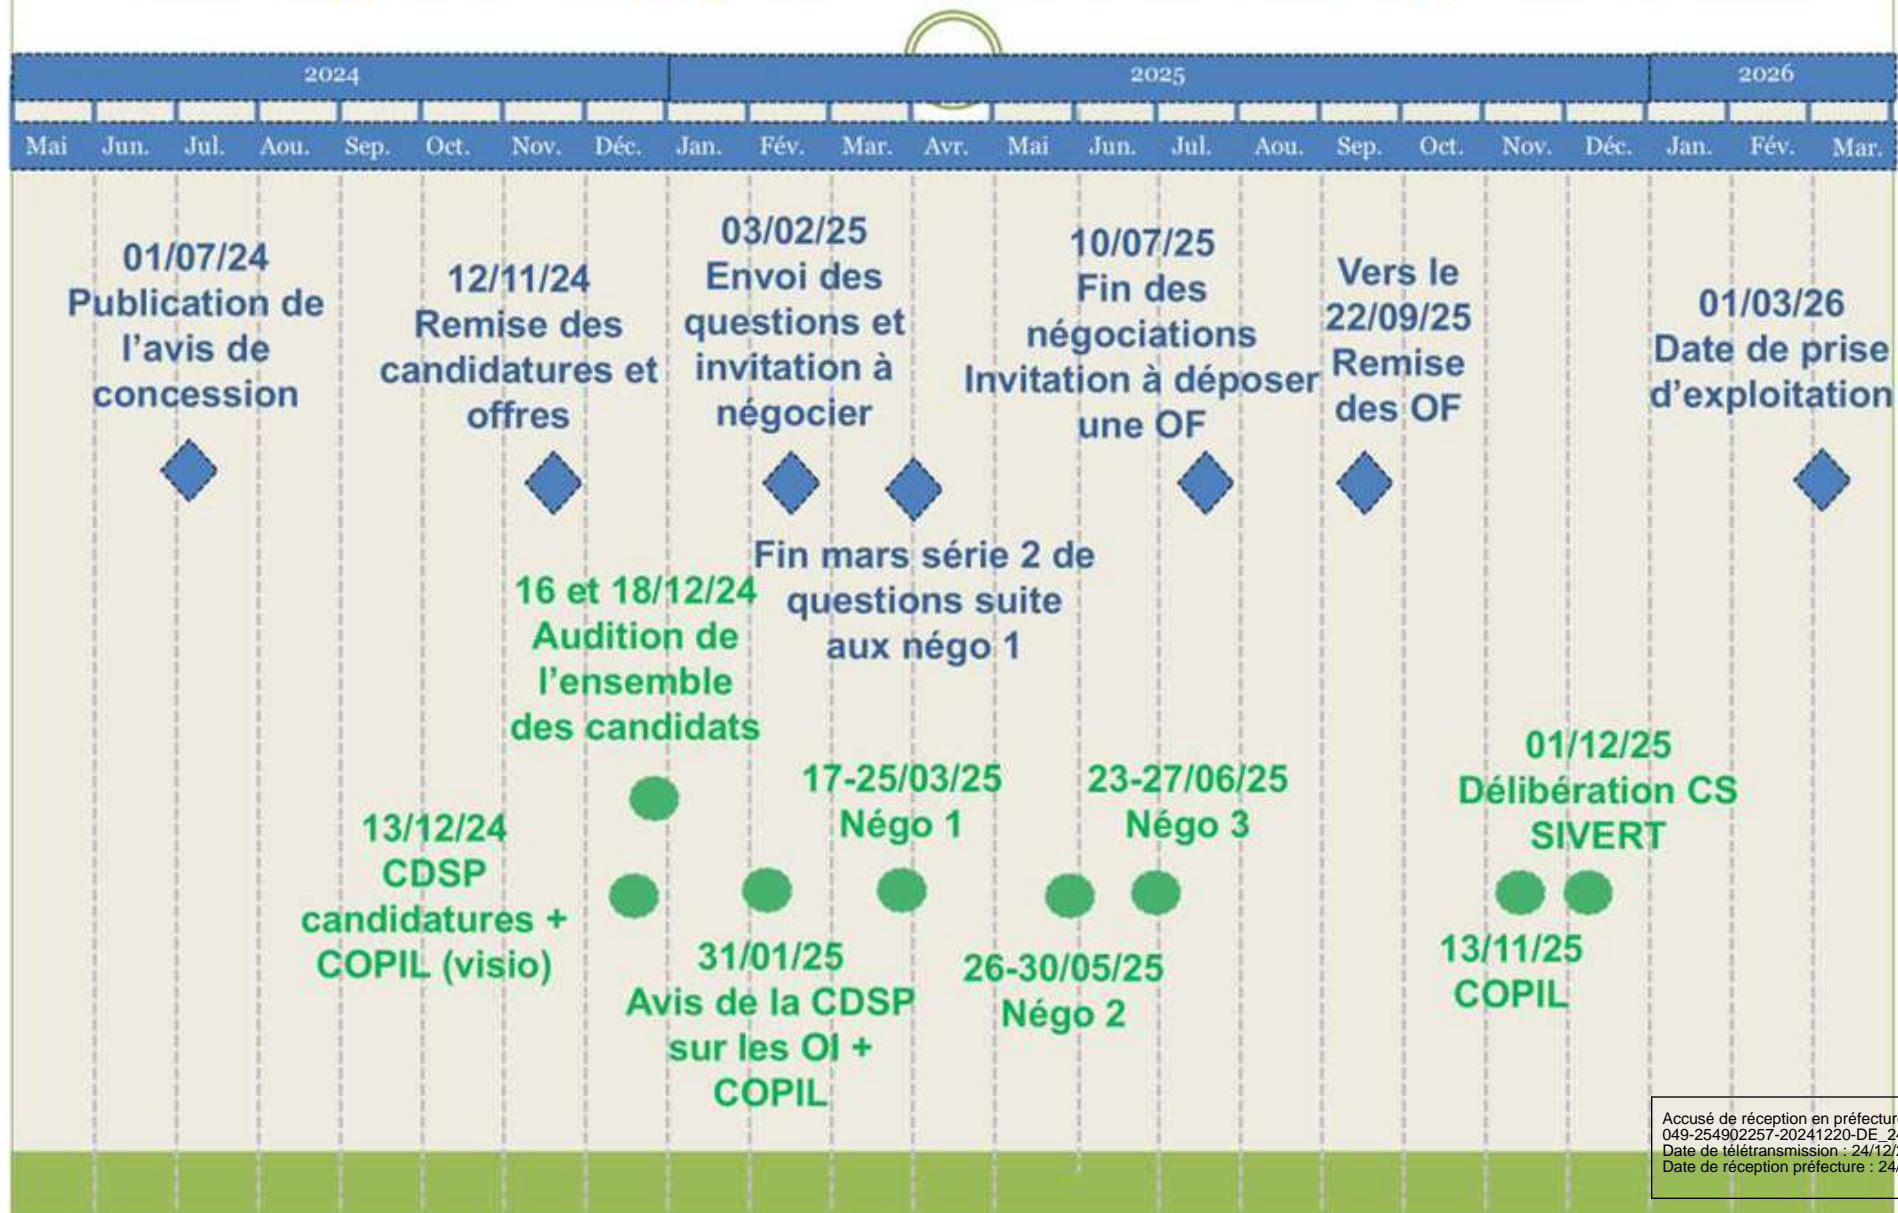 2024
2025
2026
Mai Jun. Jul. Aou. Sep. Oct. Nov. Déc. Jan. Fév. Mar. Avr. Mai Jun. Jul. Aou. Sep. Oct. Nov. Déc. Jan. Fév. Mar.
01/07/24
Publication de
l'avis de
concession
12/11/24
Remise des
candidatures et
offres
03/02/25
Envoi des
questions et
invitation à
négocier
10/07/25
Fin des
négociations
Invitation à déposer
une OF
Vers le
22/09/25
Remise
des OF
01/03/26
Date de prise
d'exploitation
Fin mars série 2 de
questions suite
aux négo 1
16 et 18/12/24
Audition de
l'ensemble
des candidats
13/12/24
CDSP
candidatures +
COPIL (visio)
31/01/25
Avis de la CDSP
sur les OI +
COPIL
17-25/03/25
Négo 1
26-30/05/25
Négo 2
23-27/06/25
Négo 3
13/11/25
COPIL
01/12/25
Délibération CS
SIVERT
Accusé de réception en préfecture
049-254902257-20241220-DE_24
Date de télétransmission : 24/12/2
Date de réception préfecture : 24/